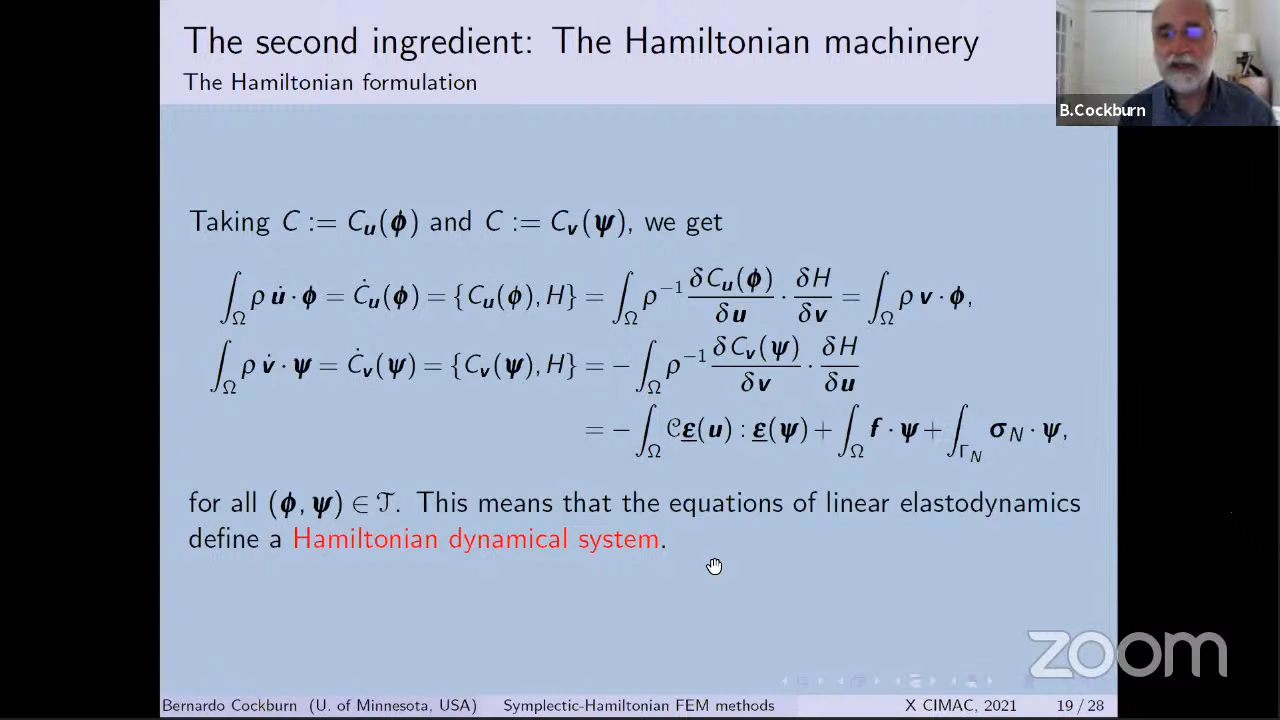 The second ingredient: The Hamiltonian machinery
The Hamiltonian formulation
B.Cockburn
Taking C := C_𝒖(ϕ) and C := C_𝒗(ψ), we get
∫_Ω ρ u̇ · ϕ = Ċ_u(ϕ) = {C_u(ϕ), H} = ∫_Ω ρ⁻¹ δC_u(ϕ)/δu · δH/δv = ∫_Ω ρ v · ϕ,
∫_Ω ρ v̇ · ψ = Ċ_v(ψ) = {C_v(ψ), H} = − ∫_Ω ρ⁻¹ δC_v(ψ)/δv · δH/δu
= − ∫_Ω 𝒞ε(u) : ε(ψ) + ∫_Ω f · ψ + ∫_Γ_N σ_N · ψ,
for all (ϕ, ψ) ∈ 𝒯. This means that the equations of linear elastodynamics
define a Hamiltonian dynamical system.
zoom
Bernardo Cockburn (U. of Minnesota, USA) Symplectic-Hamiltonian FEM methods X CIMAC, 2021 19 / 28